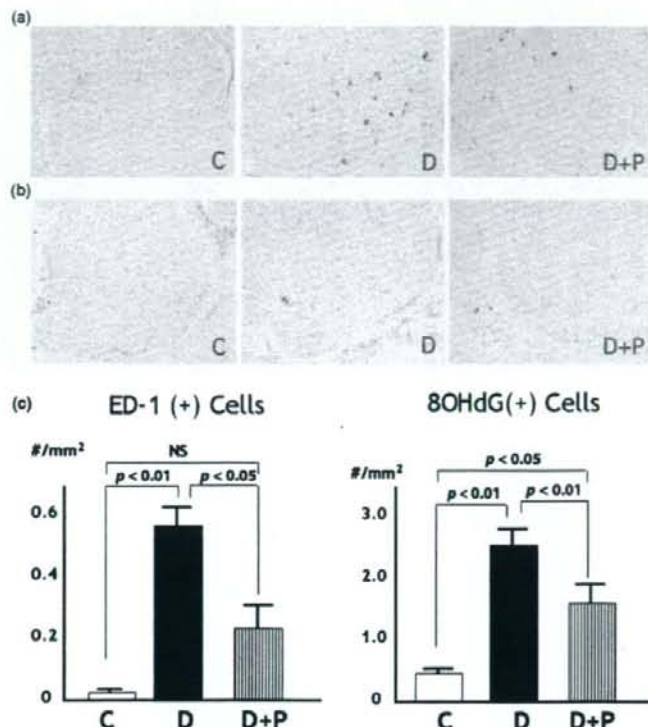 (a)
C
D
D+P
(b)
C
D
D+P
(c)
ED-1 (+) Cells
#/mm²
NS
p < 0.01
p < 0.05
0.6
0.4
0.2
0
C
D
D+P
8OHdG(+) Cells
#/mm²
p < 0.05
p < 0.01
p < 0.01
3.0
2.0
1.0
0
C
D
D+P